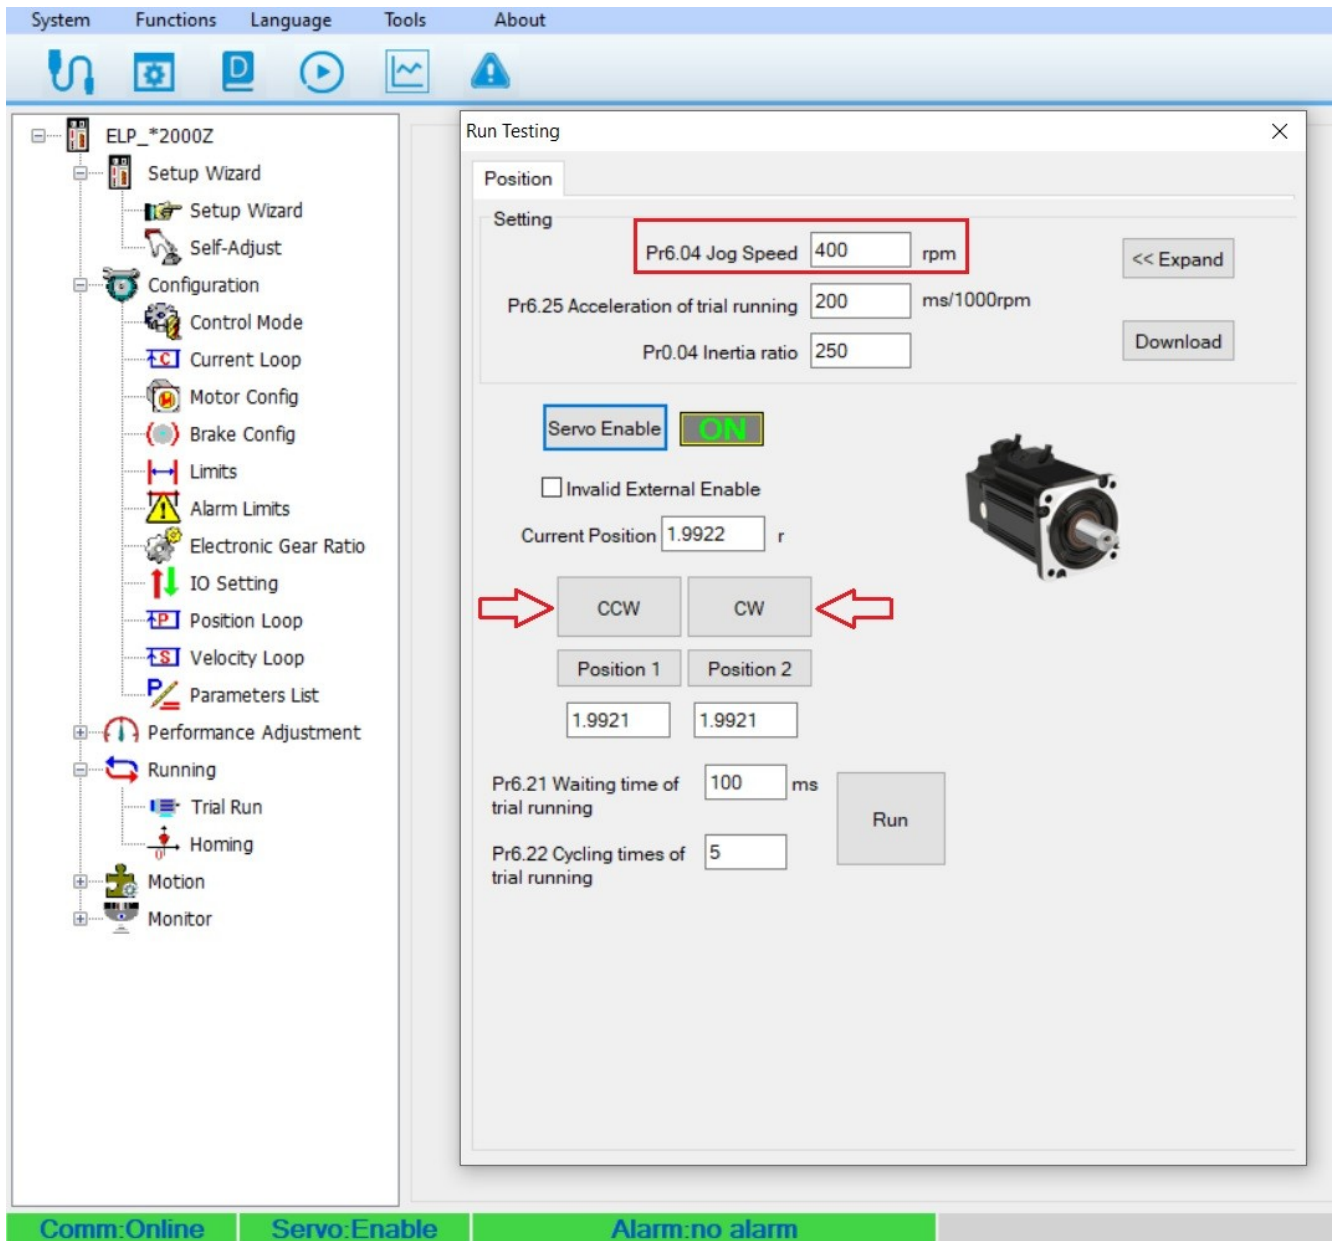 System Functions Language Tools About
D
ELP_*2000Z
Setup Wizard
Setup Wizard
Self-Adjust
Configuration
Control Mode
C Current Loop
Motor Config
Brake Config
Limits
Alarm Limits
Electronic Gear Ratio
IO Setting
P Position Loop
S Velocity Loop
P Parameters List
Performance Adjustment
Running
Trial Run
Homing
Motion
Monitor
Run Testing
Position
Setting
Pr6.04 Jog Speed 400 rpm
<< Expand
Pr6.25 Acceleration of trial running 200 ms/1000rpm
Pr0.04 Inertia ratio 250
Download
Servo Enable ON
Invalid External Enable
Current Position 1.9922 r
CCW CW
Position 1 Position 2
1.9921 1.9921
Pr6.21 Waiting time of
trial running
100 ms
Run
Pr6.22 Cycling times of
trial running
5
Comm:Online Servo:Enable Alarm:no alarm